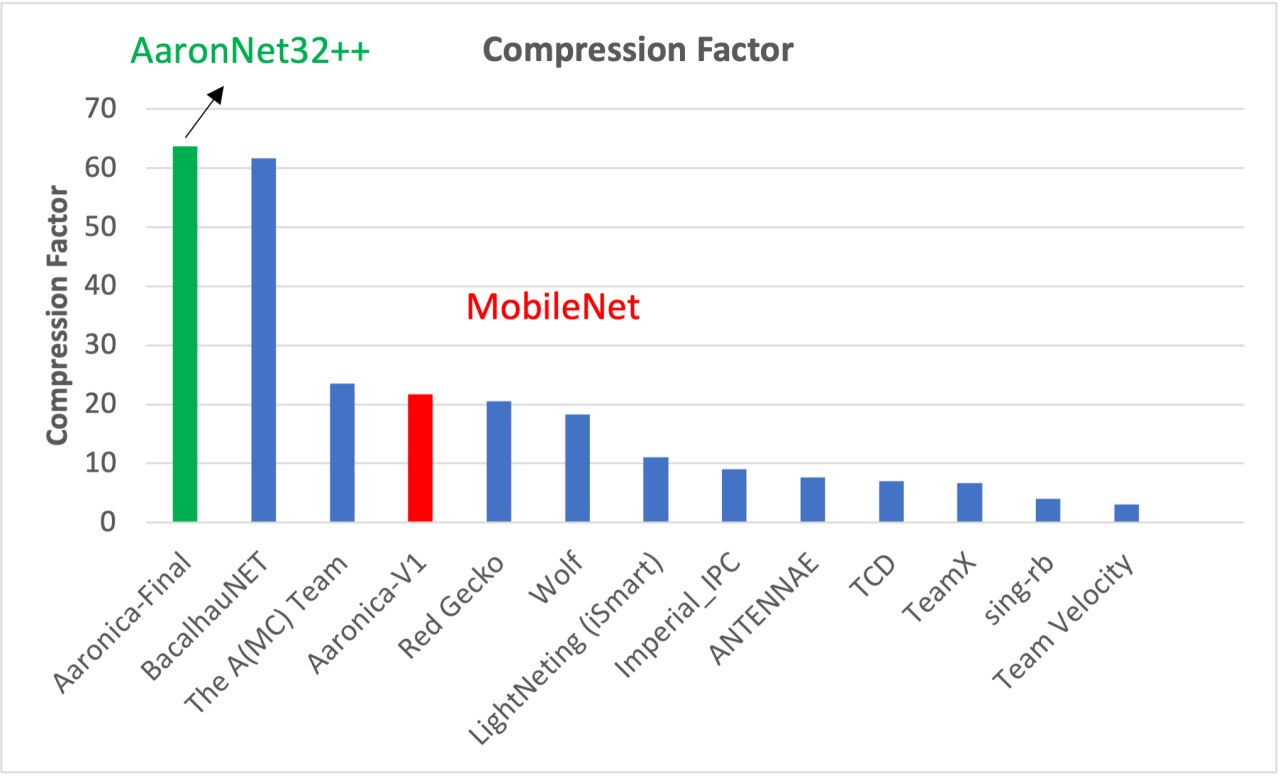 AaronNet32++
Compression Factor
Compression Factor
70
60
50
40
30
20
10
0
MobileNet
Aaronica-Final
BacalhauNET
The A(MC) Team
Aaronica-V1
Red Gecko
Wolf
LightNeting (iSmart)
Imperial_IPC
ANTENNAE
TCD
TeamX
sing-rb
Team Velocity